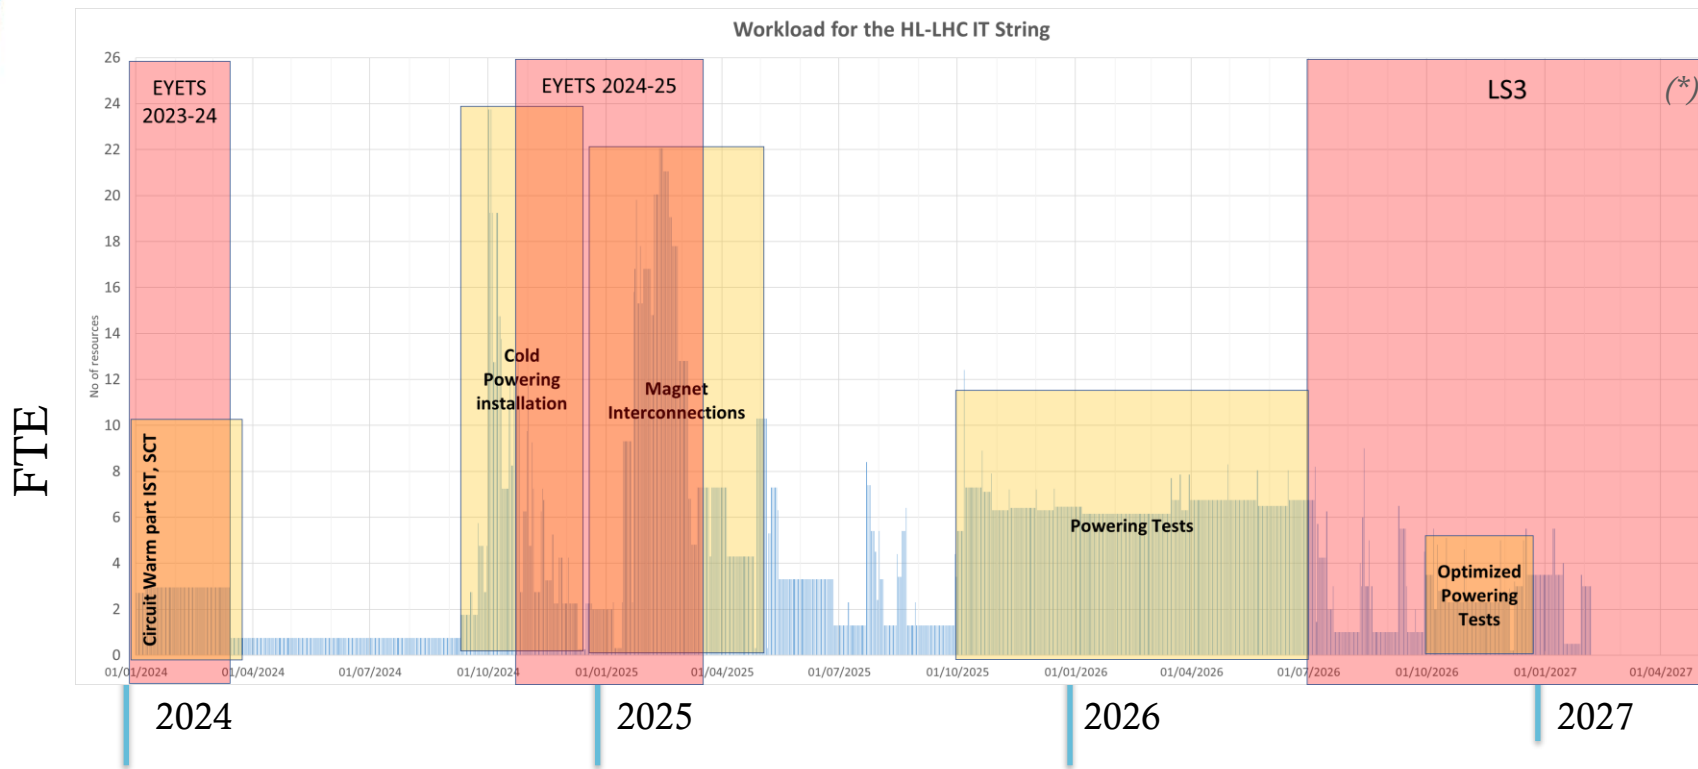 Workload for the HL-LHC IT String
26
24
22
20
18
16
14
12
10
8
6
4
2
0
No of resources
FTE
EYETS
2023-24
EYETS 2024-25
LS3
(*)
Circuit Warm part IST, SCT
Cold
Powering
installation
Magnet
Interconnections
Powering Tests
Optimized
Powering
Tests
01/01/2024 01/04/2024 01/07/2024 01/10/2024 01/01/2025 01/04/2025 01/07/2025 01/10/2025 01/01/2026 01/04/2026 01/07/2026 01/10/2026 01/01/2027 01/04/2027
2024 2025 2026 2027